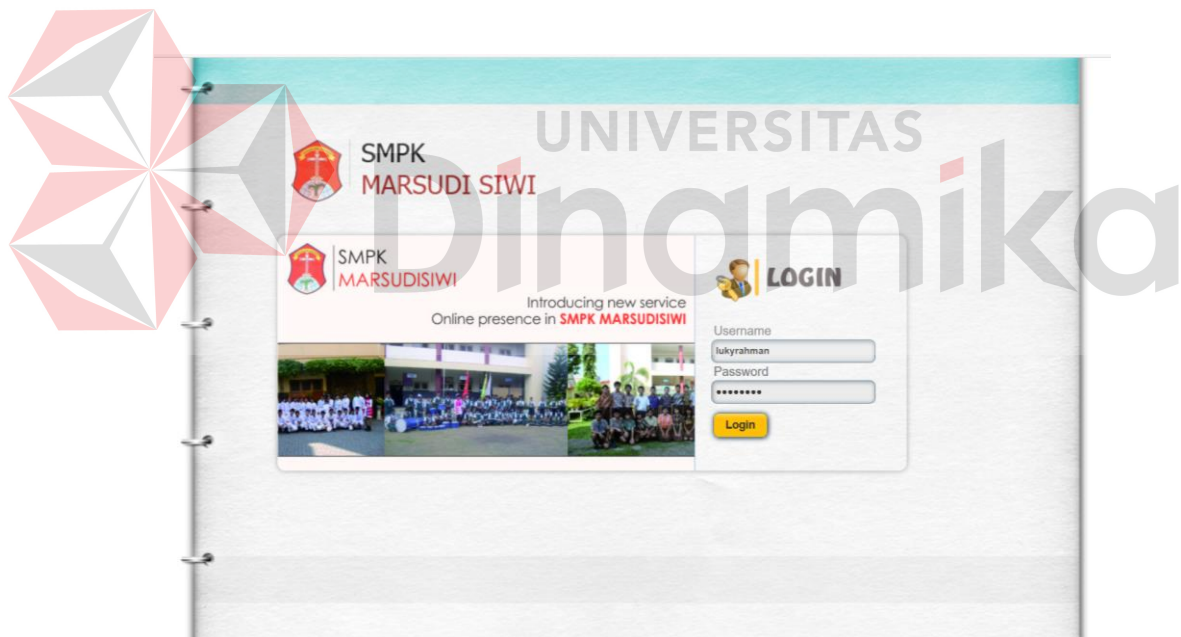 UNIVERSITAS
Dinamika
SMPK
MARSUDI SIWI
SMPK
MARSUDISIWI
Introducing new service
Online presence in SMPK MARSUDISIWI
LOGIN
Username
lukyrahman
Password
••••••••
Login